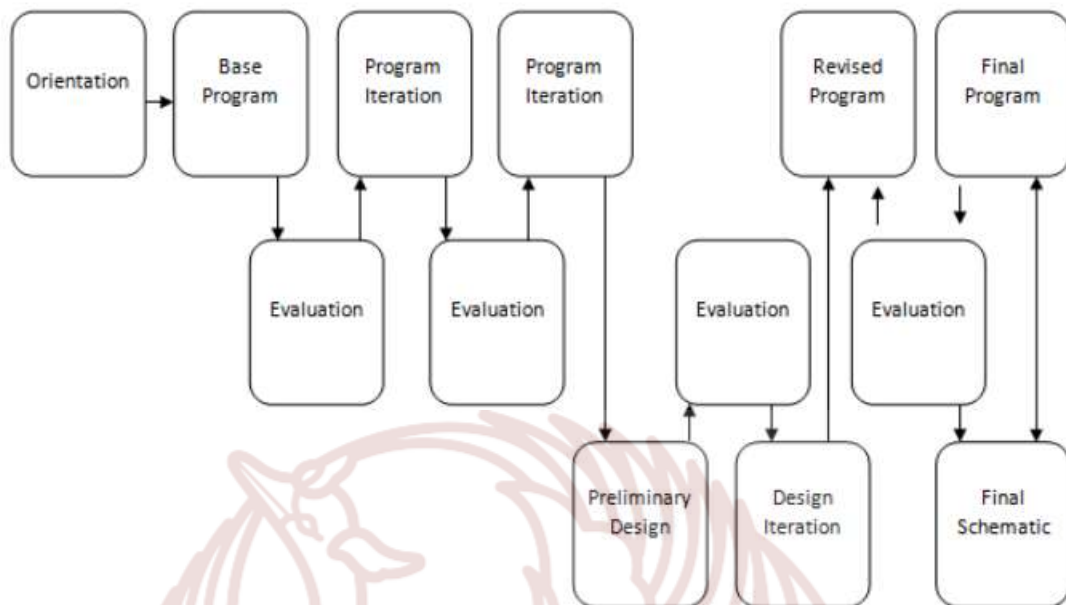 Orientation
Base
Program
Program
Iteration
Program
Iteration
Revised
Program
Final
Program
Evaluation
Evaluation
Evaluation
Evaluation
Preliminary
Design
Design
Iteration
Final
Schematic